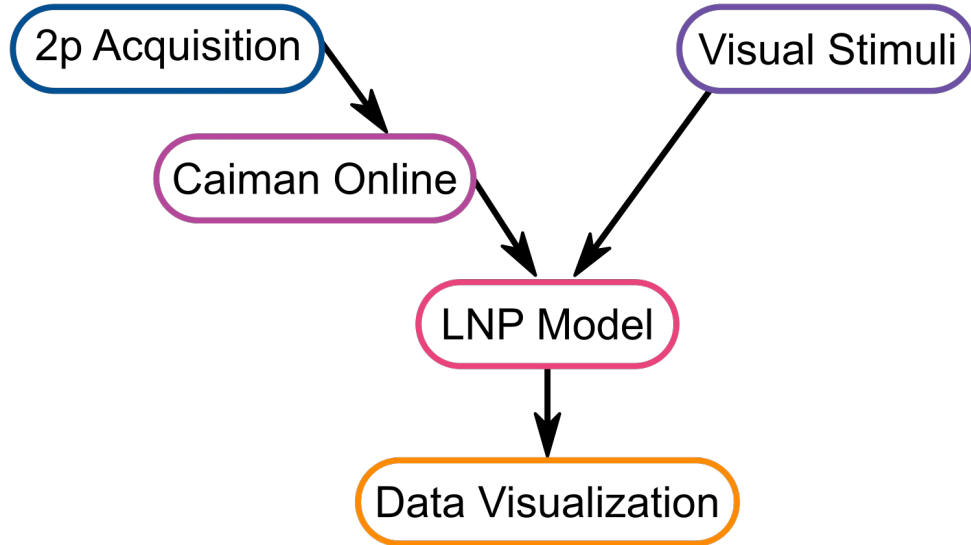 2p Acquisition
Visual Stimuli
Caiman Online
LNP Model
Data Visualization